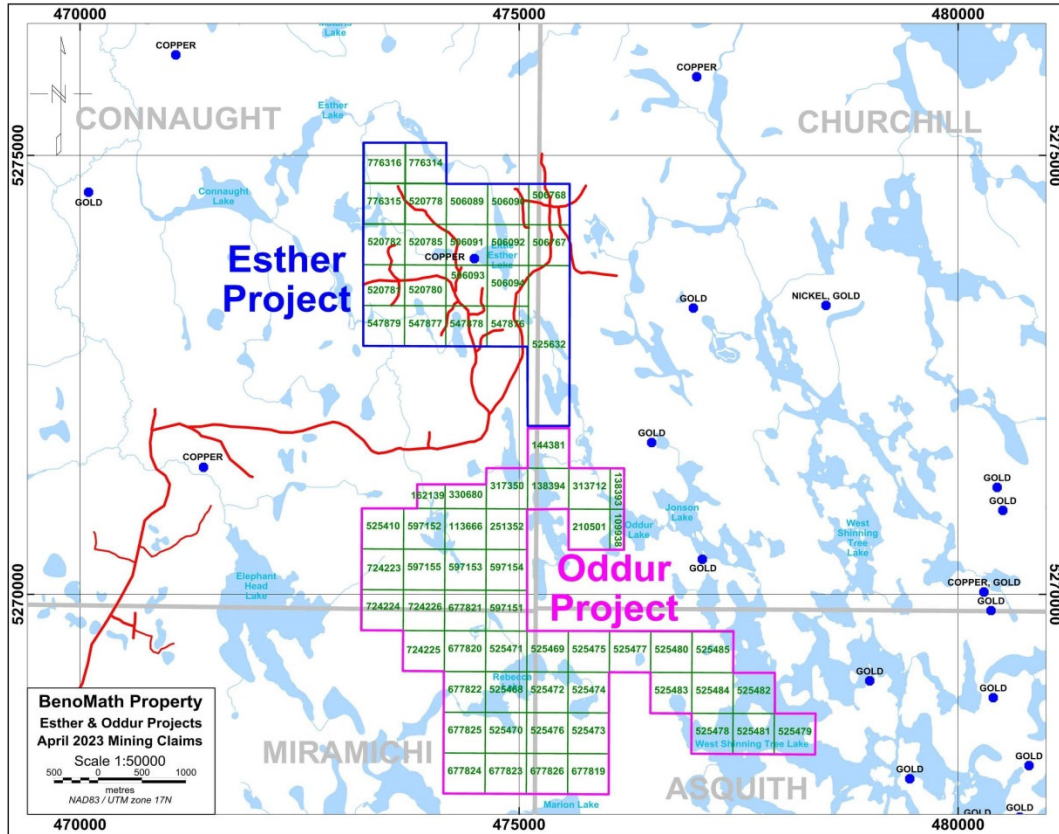 470000
475000
480000
COPPER
COPPER
CONNAUGHT
CHURCHILL
Esther
Lake
N
5275000
5275000
776316 776314
Connaught
Lake
GOLD
776315 520778 506089 506090 506768
520782 520785 506091 506092 506767
Esther
Project
COPPER
Little
Esther
Lake
506093
506094
520781 520780
GOLD
NICKEL, GOLD
547879 547877 547878 547876
525632
GOLD
144381
COPPER
317350 138394 313712 138393
GOLD
GOLD
162139 330680
Jonson
Lake
525410 597152 113666 251352 210501 109938
Oddur
Lake
West
Shinning
Tree
Lake
724223 597155 597153 597154
Oddur
Project
GOLD
Elephant
Head
Lake
COPPER, GOLD
GOLD
5270000
5270000
724224 724226 677821 597151
724225 677820 525471 525469 525475 525477 525480 525485
Rebecca
677822 525468 525472 525474 525483 525484 525482
GOLD
GOLD
677825 525470 525476 525473 525478 525481 525479
West Shinning Tree Lake
677824 677823 677826 677819
MIRAMICHI
ASQUITH
Marion Lake
GOLD
GOLD
GOLD
GOLD
BenoMath Property
Esther & Oddur Projects
April 2023 Mining Claims
Scale 1:50000
500 0 500 1000
metres
NAD83 / UTM zone 17N
470000
475000
480000